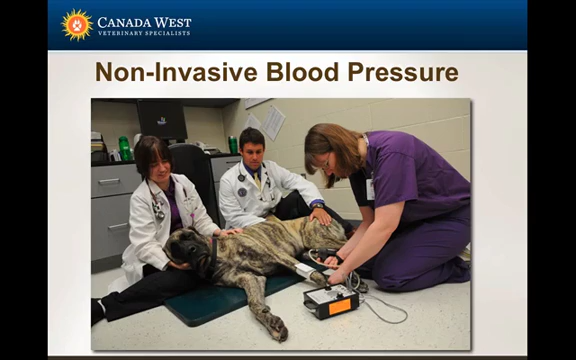 CANADA WEST
VETERINARY SPECIALISTS
Non-Invasive Blood Pressure